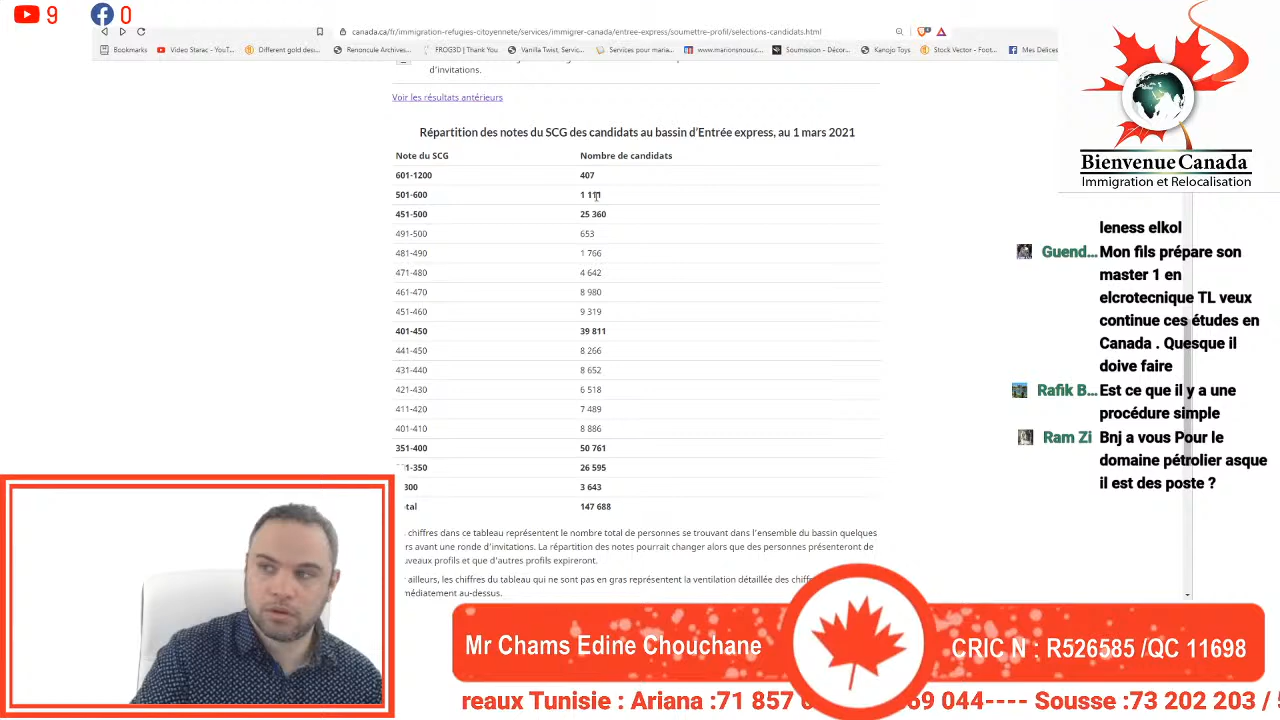 9
0
canada.ca/fr/immigration-refugies-citoyennete/services/immigrer-canada/entree-express/soumettre-profil/selections-candidats.html
Bookmarks
Video Starac - YouT...
Different gold des...
Renoncule Archives...
FROG3D | Thank You
Vanilla Twist, Servic...
Services pour maria...
www.marionsnous.c...
Soumission - Décor...
Kanojo Toys
Stock Vector - Foot...
Mes Délices
d'invitations.
Voir les résultats antérieurs
Répartition des notes du SCG des candidats au bassin d'Entrée express, au 1 mars 2021
Note du SCG Nombre de candidats
601-1200 407
501-600
451-500 25 360
491-500 653
481-490 1 766
471-480 4 642
461-470 8 980
451-460 9 319
401-450 39 811
441-450 8 266
431-440 8 652
421-430 6 518
411-420 7 489
401-410 8 886
351-400 50 761
1-350 26 595
300 3 643
tal 147 688
chiffres dans ce tableau représentent le nombre total de personnes se trouvant dans l'ensemble du bassin quelques
rs avant une ronde d'invitations. La répartition des notes pourrait changer alors que des personnes présenteront de
uveaux profils et que d'autres profils expireront.
ailleurs, les chiffres du tableau qui ne sont pas en gras représentent la ventilation détaillée des chiff
médiatement au-dessus.
Bienvenue Canada
Immigration et Relocalisation
leness elkol
Guend... Mon fils prépare son
master 1 en
elcrotecnique TL veux
continue ces études en
Canada . Quesque il
doive faire
Rafik B... Est ce que il y a une
procédure simple
Ram Zi Bnj a vous Pour le
domaine pétrolier asque
il est des poste ?
Mr Chams Edine Chouchane
CRIC N : R526585 /QC 11698
reaux Tunisie : Ariana :71 857 69 044---- Sousse :73 202 203 /